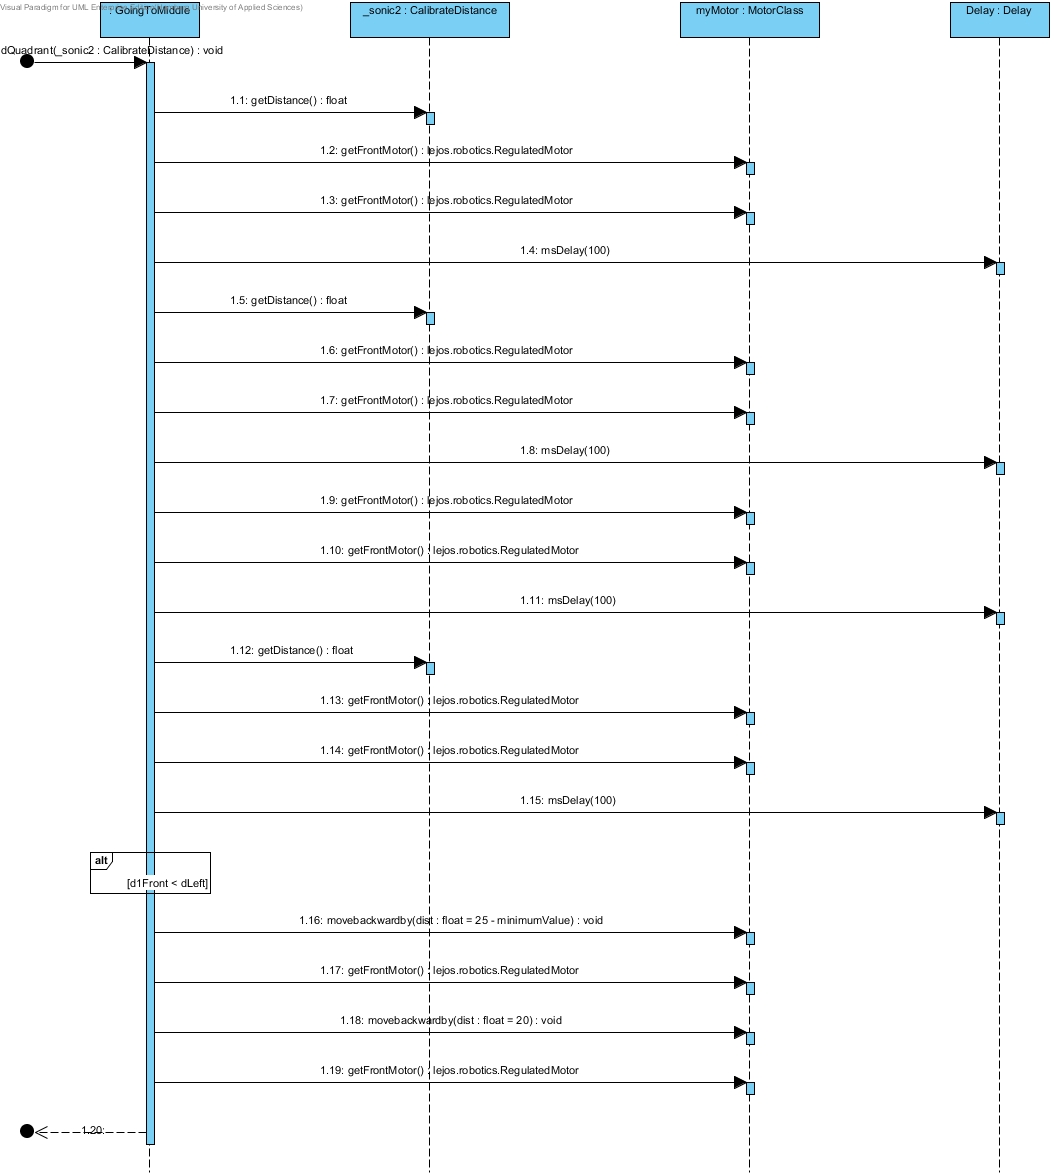 Visual Paradigm for UML Enter University of Applied Sciences)
: GoingToMiddle
_sonic2 : CalibrateDistance
myMotor : MotorClass
Delay : Delay
dQuadrant(_sonic2 : CalibrateDistance) : void
1.1: getDistance() : float
1.2: getFrontMotor() : lejos.robotics.RegulatedMotor
1.3: getFrontMotor() : lejos.robotics.RegulatedMotor
1.4: msDelay(100)
1.5: getDistance() : float
1.6: getFrontMotor() : lejos.robotics.RegulatedMotor
1.7: getFrontMotor() : lejos.robotics.RegulatedMotor
1.8: msDelay(100)
1.9: getFrontMotor() : lejos.robotics.RegulatedMotor
1.10: getFrontMotor() : lejos.robotics.RegulatedMotor
1.11: msDelay(100)
1.12: getDistance() : float
1.13: getFrontMotor() : lejos.robotics.RegulatedMotor
1.14: getFrontMotor() : lejos.robotics.RegulatedMotor
1.15: msDelay(100)
alt
[d1Front < dLeft]
1.16: movebackwardby(dist : float = 25 - minimumValue) : void
1.17: getFrontMotor() : lejos.robotics.RegulatedMotor
1.18: movebackwardby(dist : float = 20) : void
1.19: getFrontMotor() : lejos.robotics.RegulatedMotor
1.20: